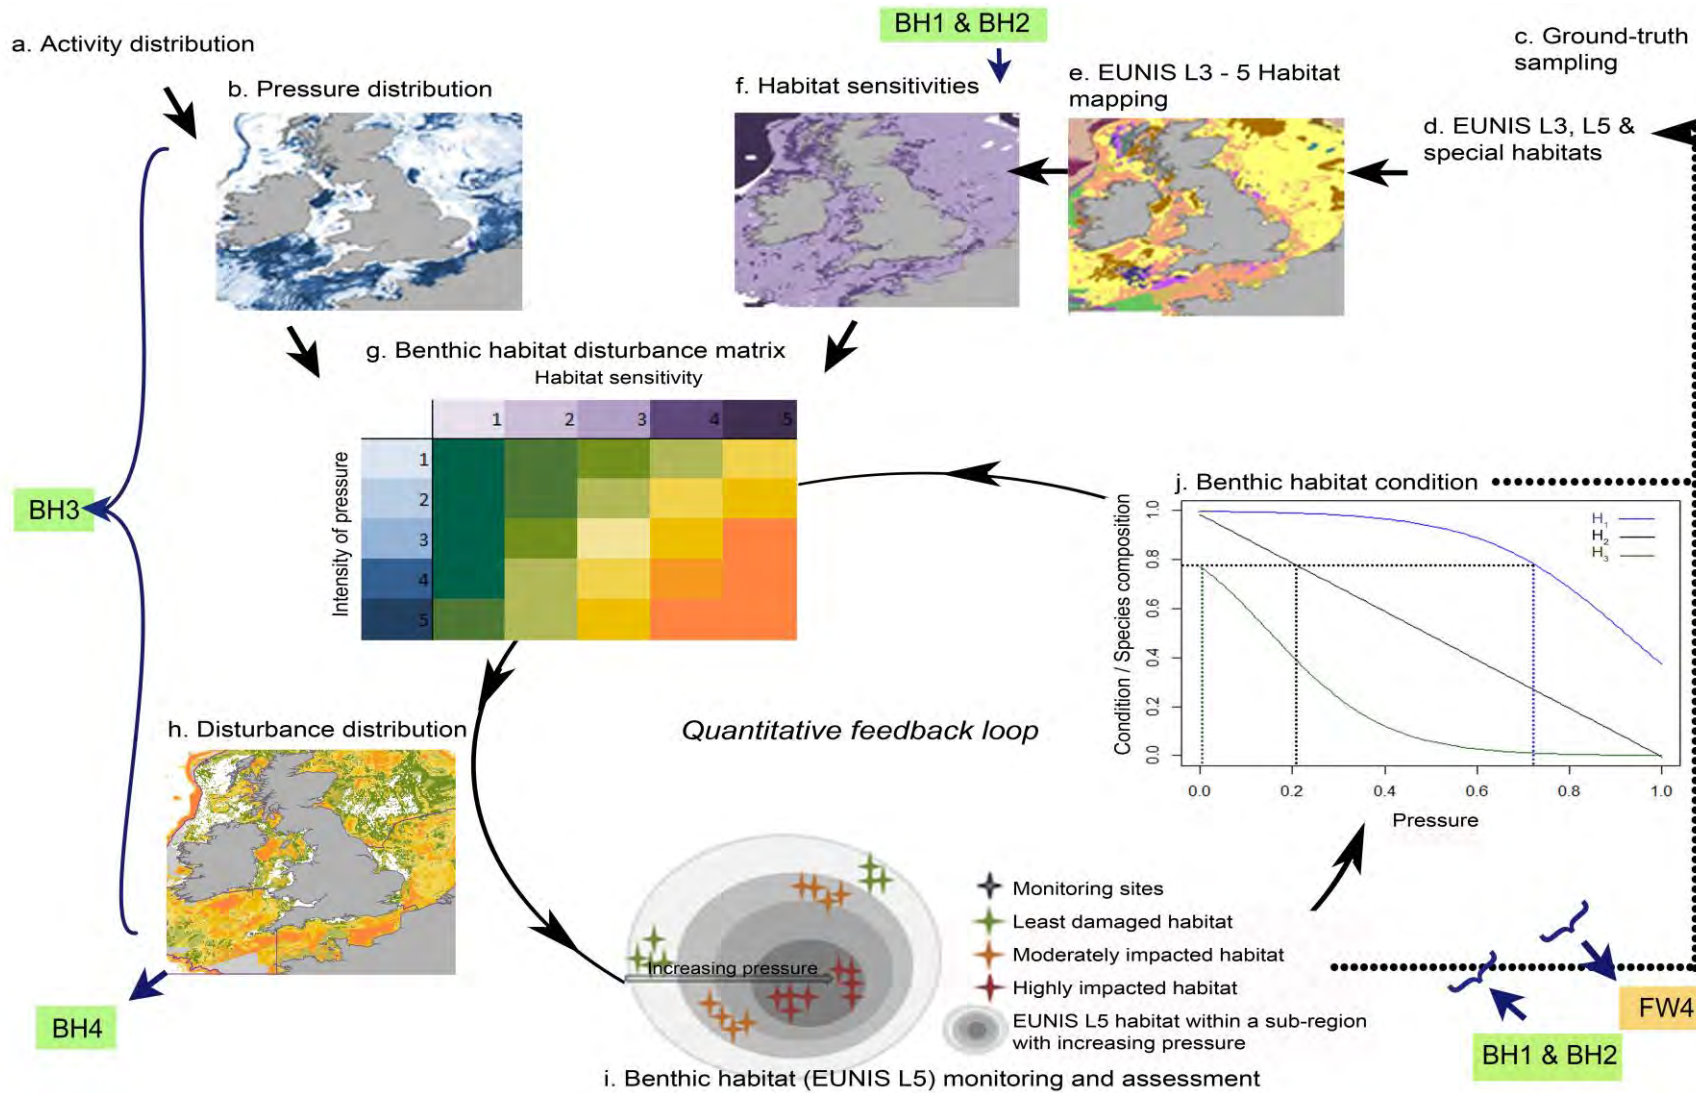 BH1 & BH2
a. Activity distribution
c. Ground-truth
sampling
b. Pressure distribution
f. Habitat sensitivities
e. EUNIS L3 - 5 Habitat
mapping
d. EUNIS L3, L5 &
special habitats
g. Benthic habitat disturbance matrix
Habitat sensitivity
1 2 3 4 5
Intensity of pressure
1
2
3
4
5
BH3
j. Benthic habitat condition
Condition / Species composition
1.0
0.8
0.6
0.4
0.2
0.0
H1
H2
H3
0.0 0.2 0.4 0.6 0.8 1.0
Pressure
h. Disturbance distribution
Quantitative feedback loop
BH4
Increasing pressure
Monitoring sites
Least damaged habitat
Moderately impacted habitat
Highly impacted habitat
EUNIS L5 habitat within a sub-region
with increasing pressure
i. Benthic habitat (EUNIS L5) monitoring and assessment
FW4
BH1 & BH2